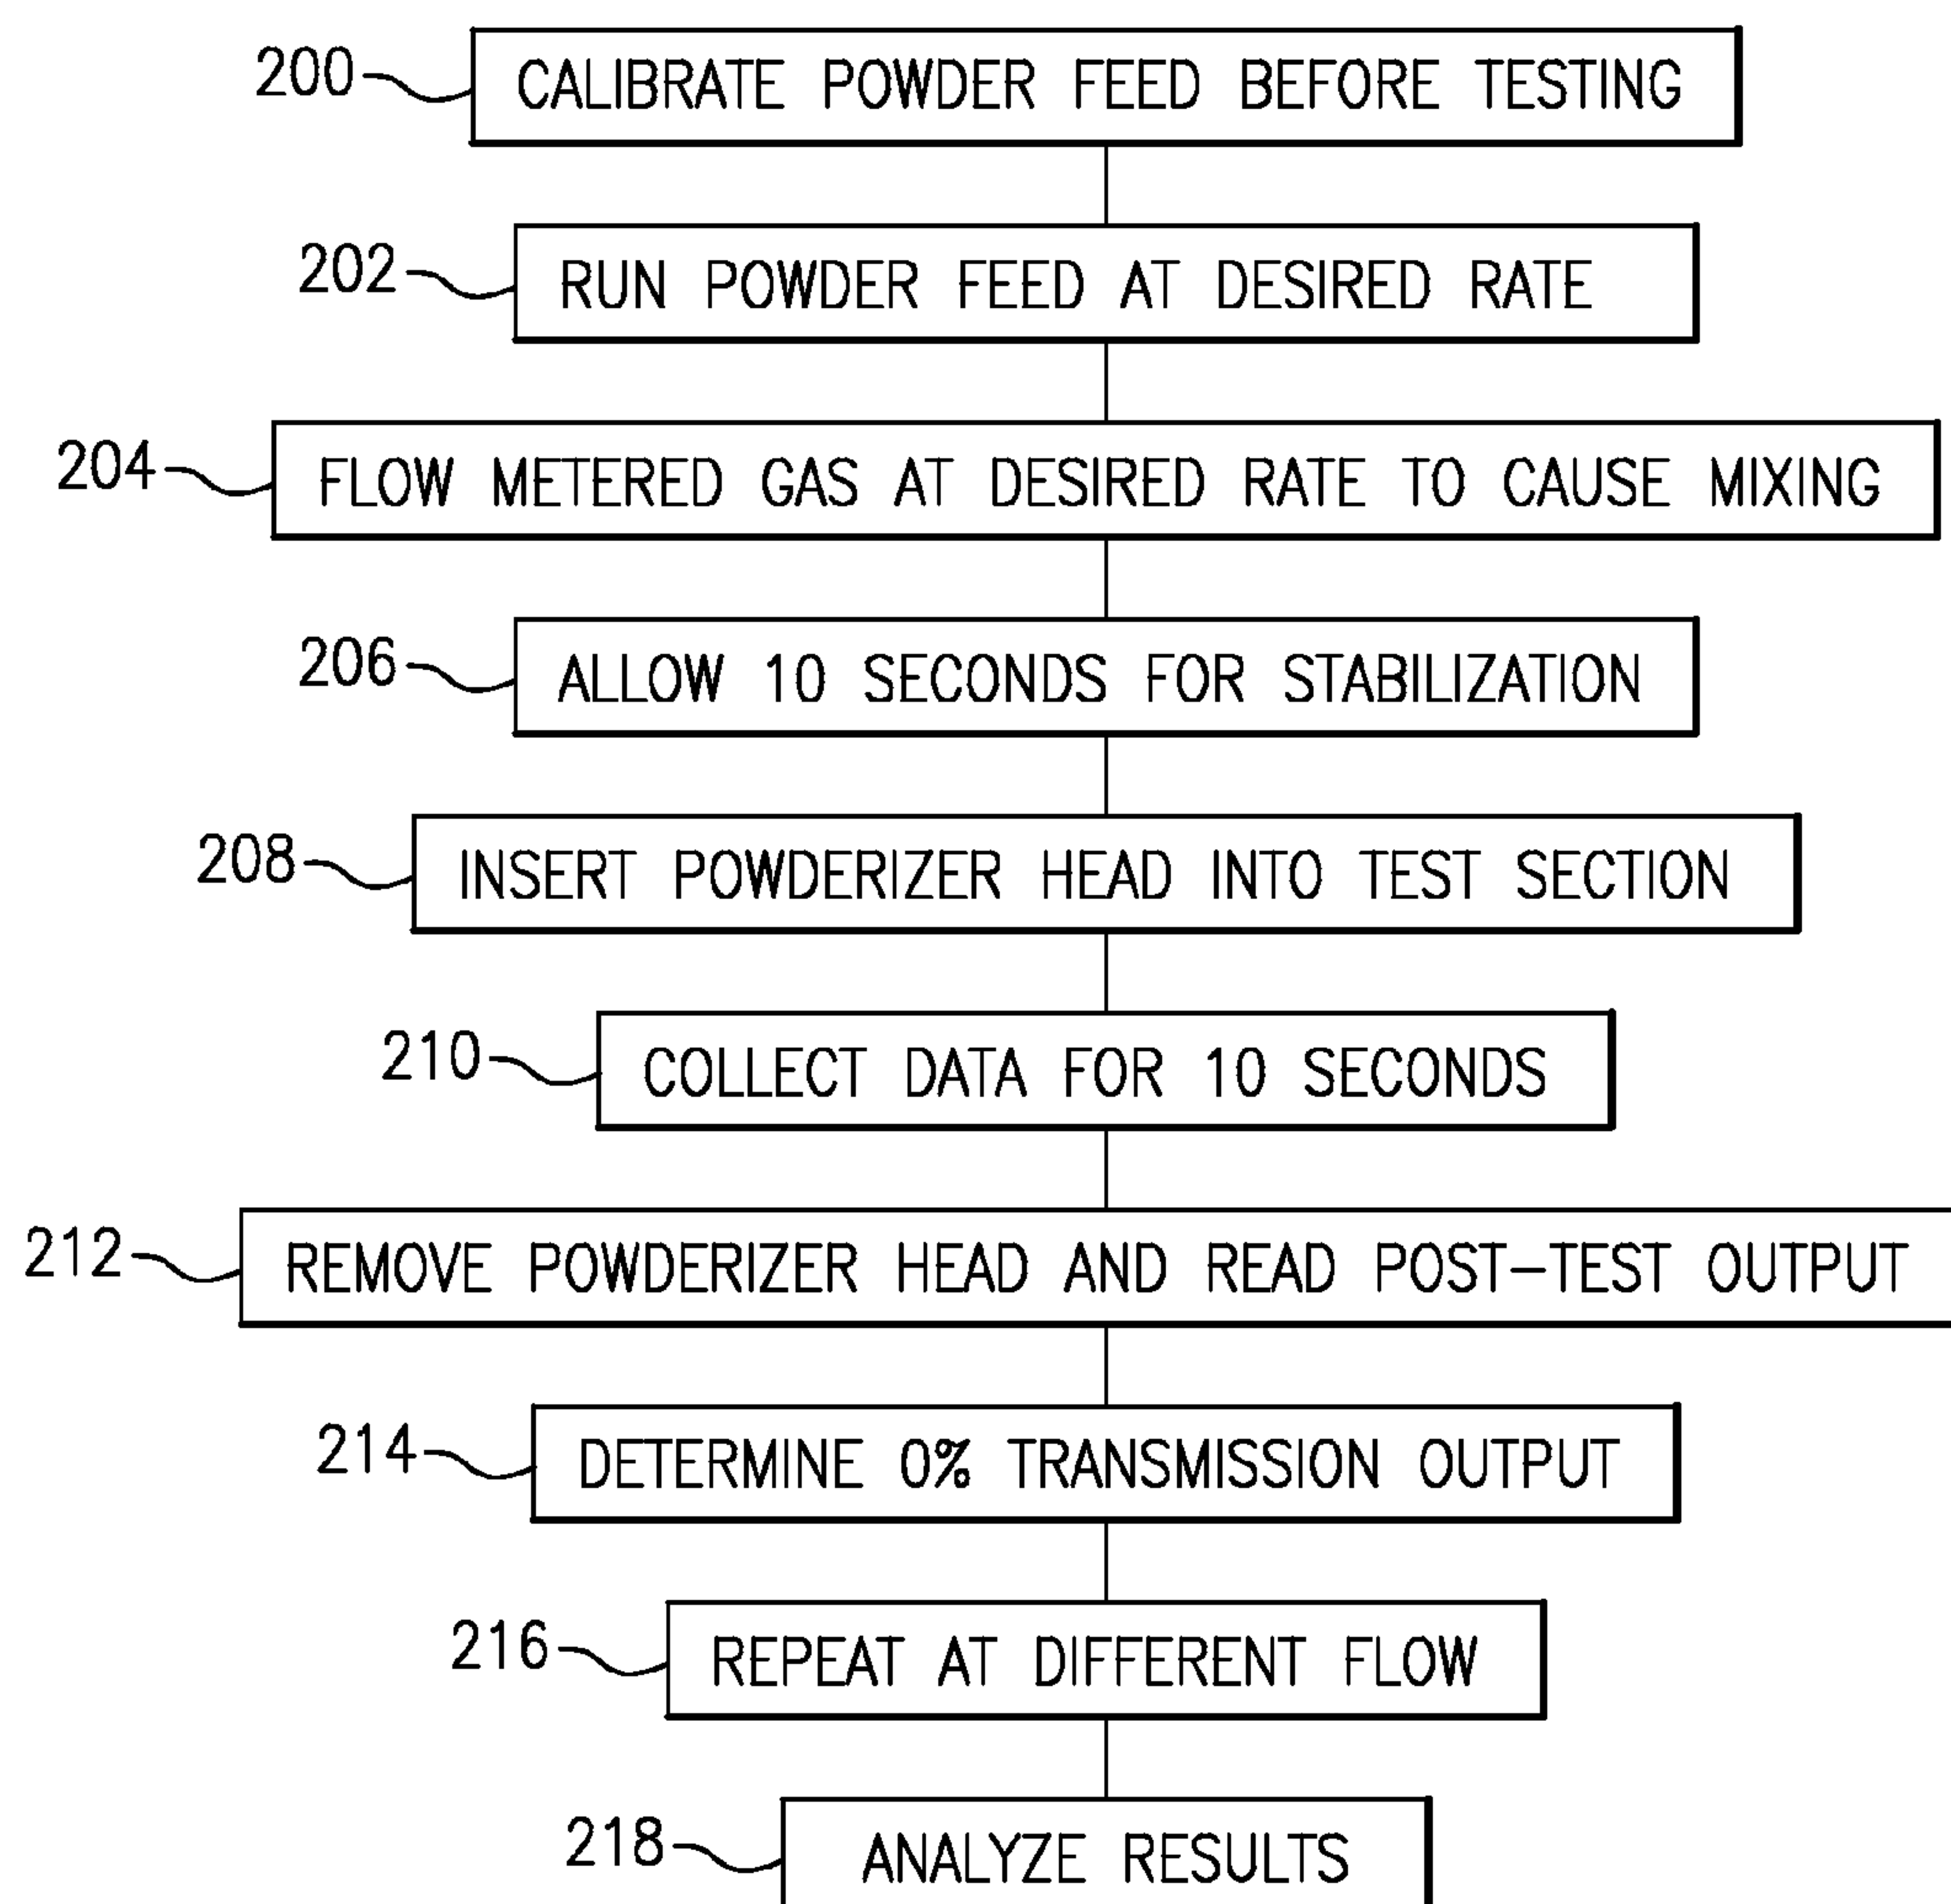 200 CALIBRATE POWDER FEED BEFORE TESTING
202 RUN POWDER FEED AT DESIRED RATE
204 FLOW METERED GAS AT DESIRED RATE TO CAUSE MIXING
206 ALLOW 10 SECONDS FOR STABILIZATION
208 INSERT POWDERIZER HEAD INTO TEST SECTION
210 COLLECT DATA FOR 10 SECONDS
212 REMOVE POWDERIZER HEAD AND READ POST-TEST OUTPUT
214 DETERMINE 0% TRANSMISSION OUTPUT
216 REPEAT AT DIFFERENT FLOW
218 ANALYZE RESULTS